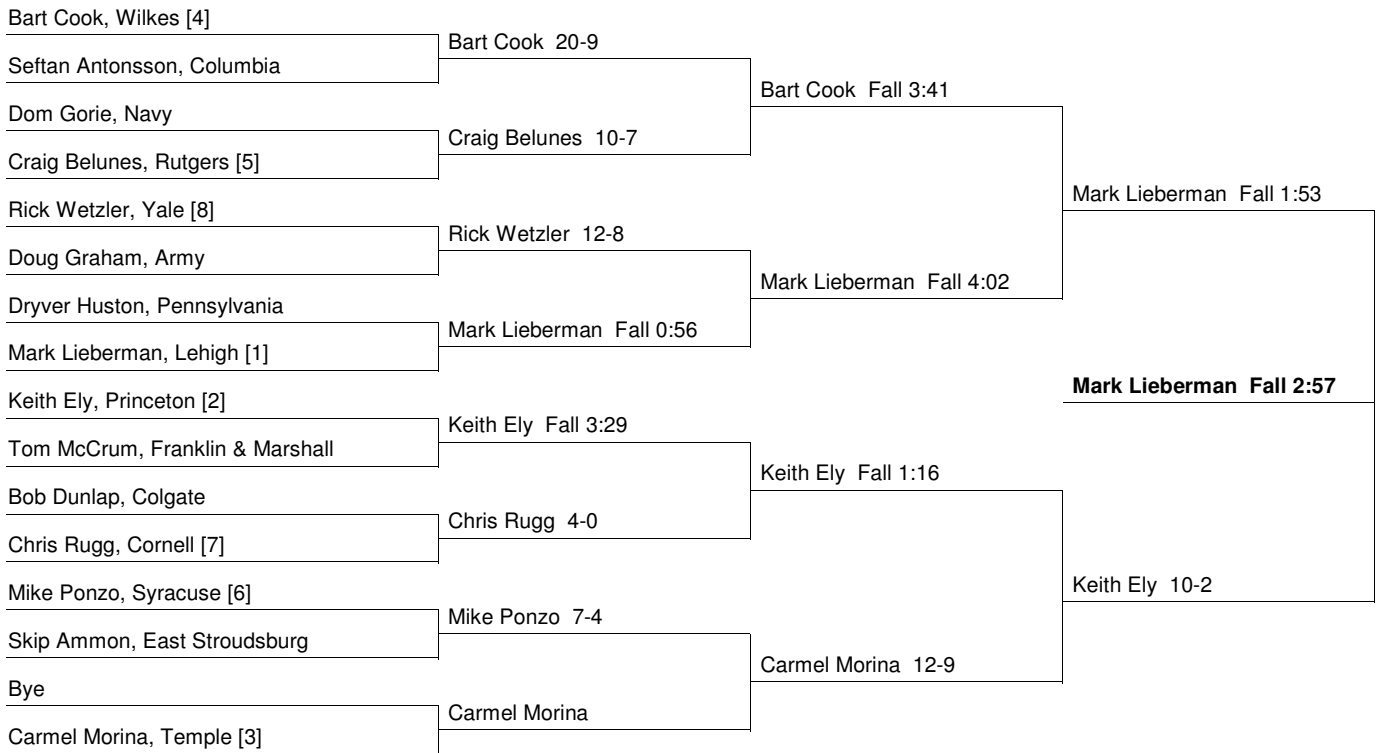 Bart Cook, Wilkes [4]
Seftan Antonsson, Columbia
Dom Gorie, Navy
Craig Belunes, Rutgers [5]
Rick Wetzler, Yale [8]
Doug Graham, Army
Dryver Huston, Pennsylvania
Mark Lieberman, Lehigh [1]
Keith Ely, Princeton [2]
Tom McCrum, Franklin & Marshall
Bob Dunlap, Colgate
Chris Rugg, Cornell [7]
Mike Ponzo, Syracuse [6]
Skip Ammon, East Stroudsburg
Bye
Carmel Morina, Temple [3]
Bart Cook 20-9
Craig Belunes 10-7
Rick Wetzler 12-8
Mark Lieberman Fall 0:56
Keith Ely Fall 3:29
Chris Rugg 4-0
Mike Ponzo 7-4
Carmel Morina
Bart Cook Fall 3:41
Mark Lieberman Fall 4:02
Keith Ely Fall 1:16
Carmel Morina 12-9
Mark Lieberman Fall 1:53
Mark Lieberman Fall 2:57
Keith Ely 10-2